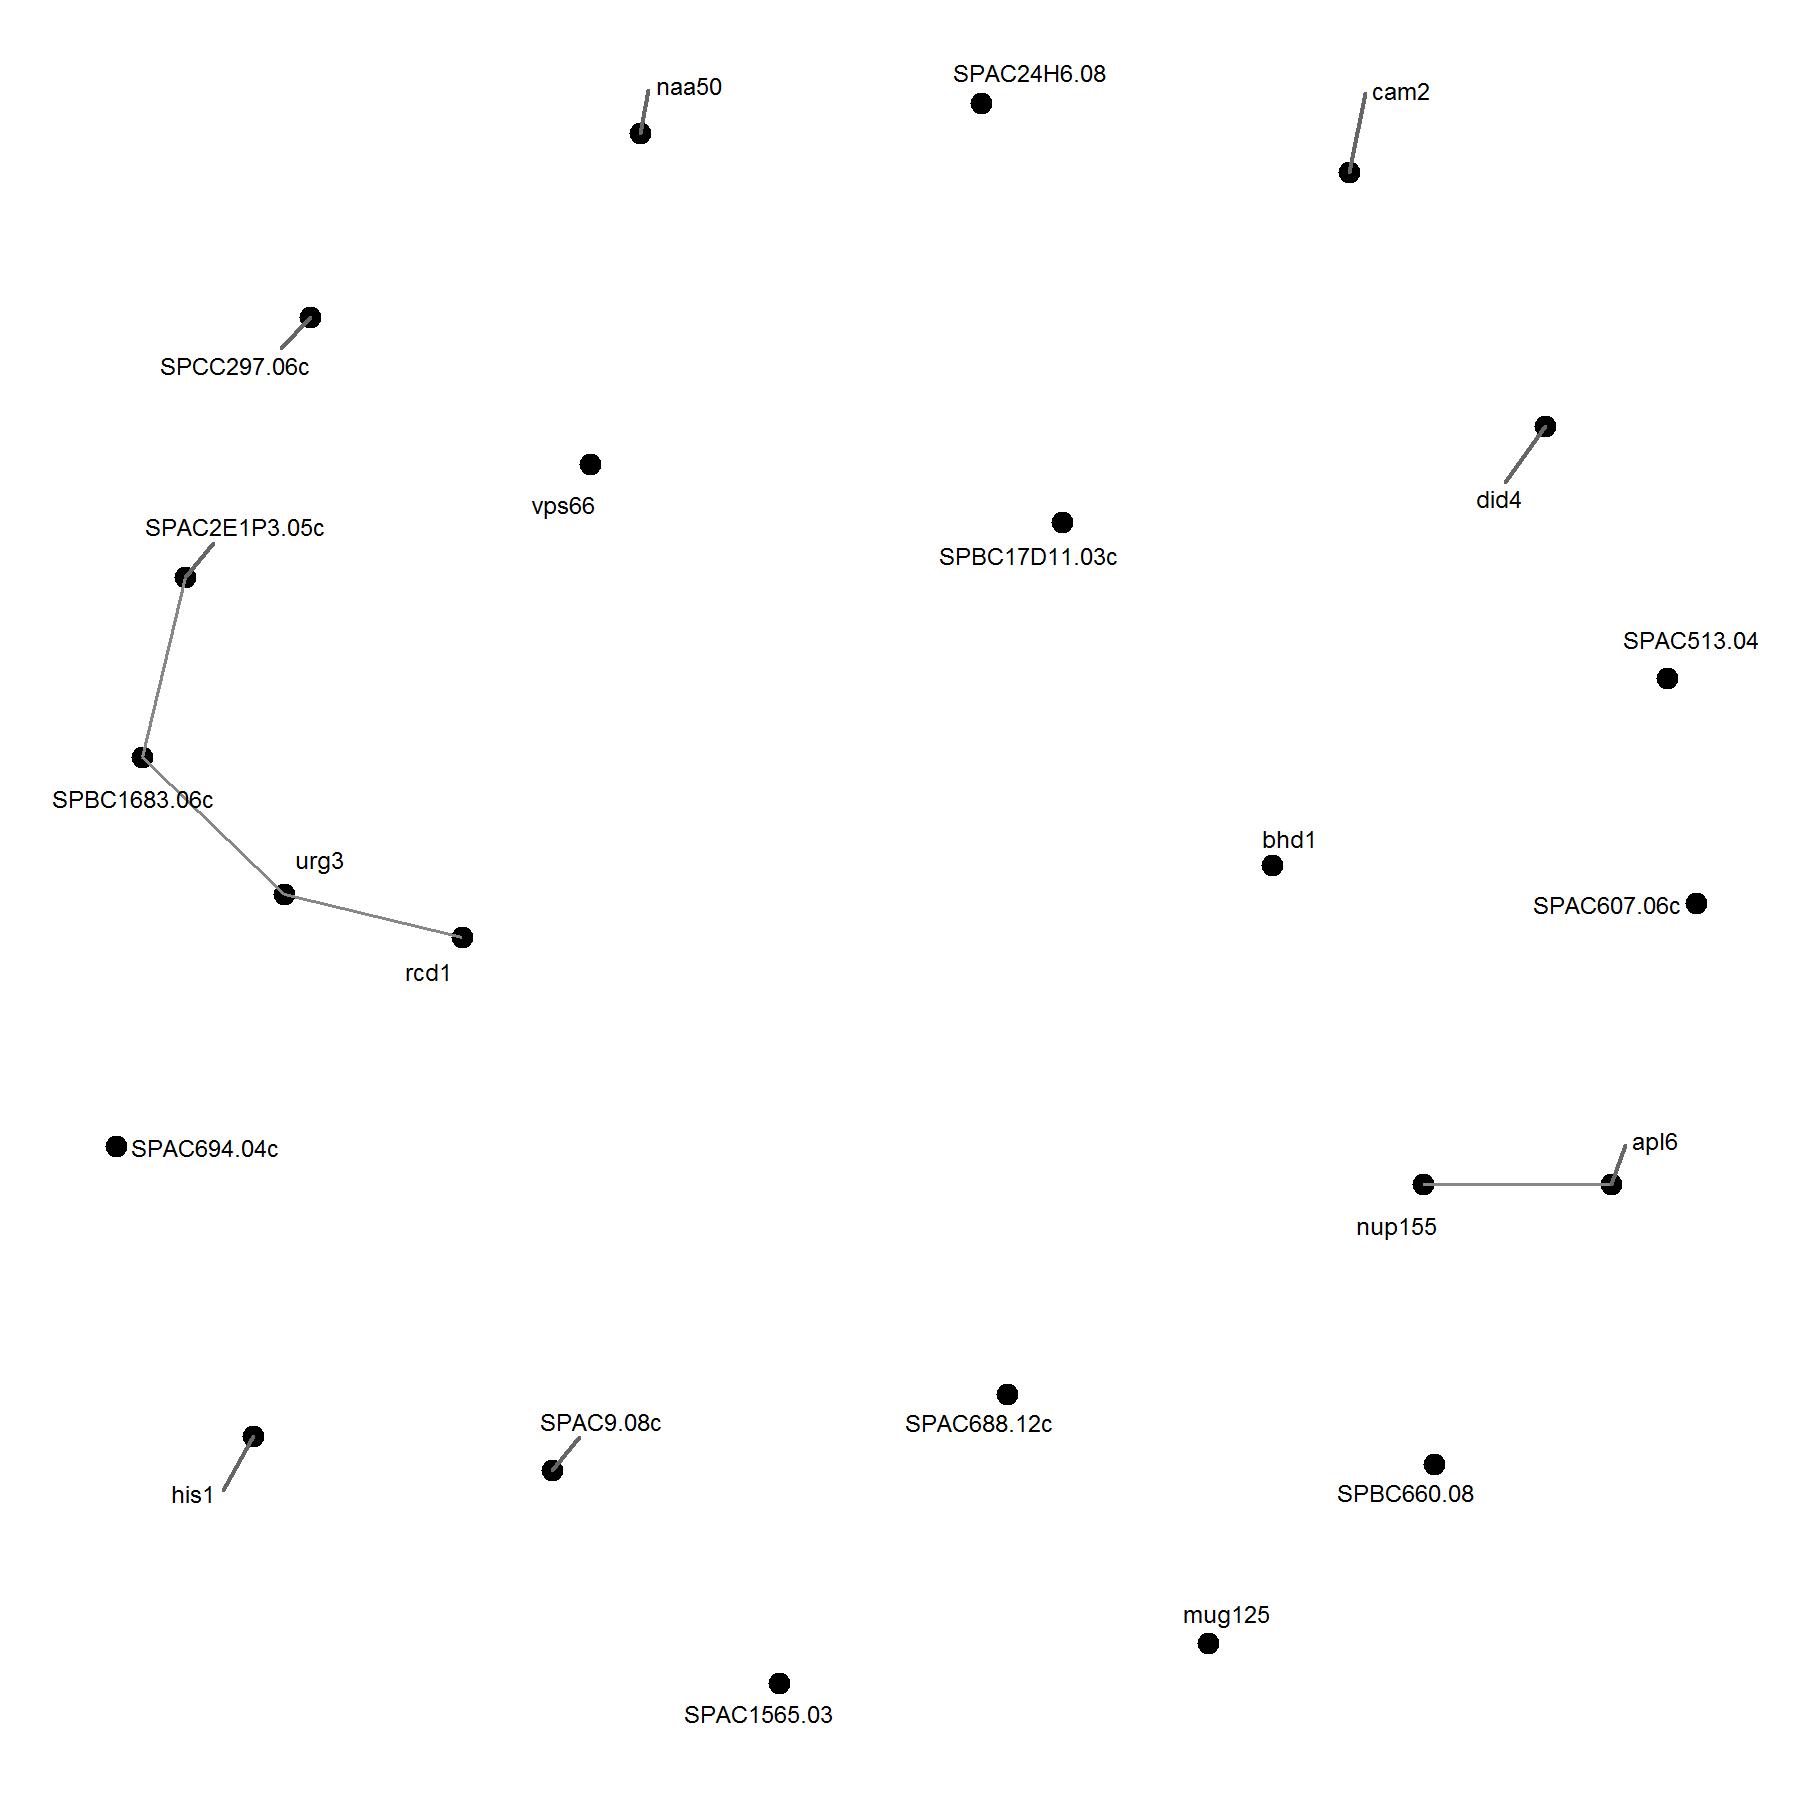 SPAC24H6.08
naa50
cam2
SPCC297.06c
did4
vps66
SPAC2E1P3.05c
SPBC17D11.03c
SPAC513.04
SPBC1683.06c
bhd1
urg3
SPAC607.06c
rcd1
apl6
SPAC694.04c
nup155
SPAC9.08c
SPAC688.12c
his1
SPBC660.08
mug125
SPAC1565.03